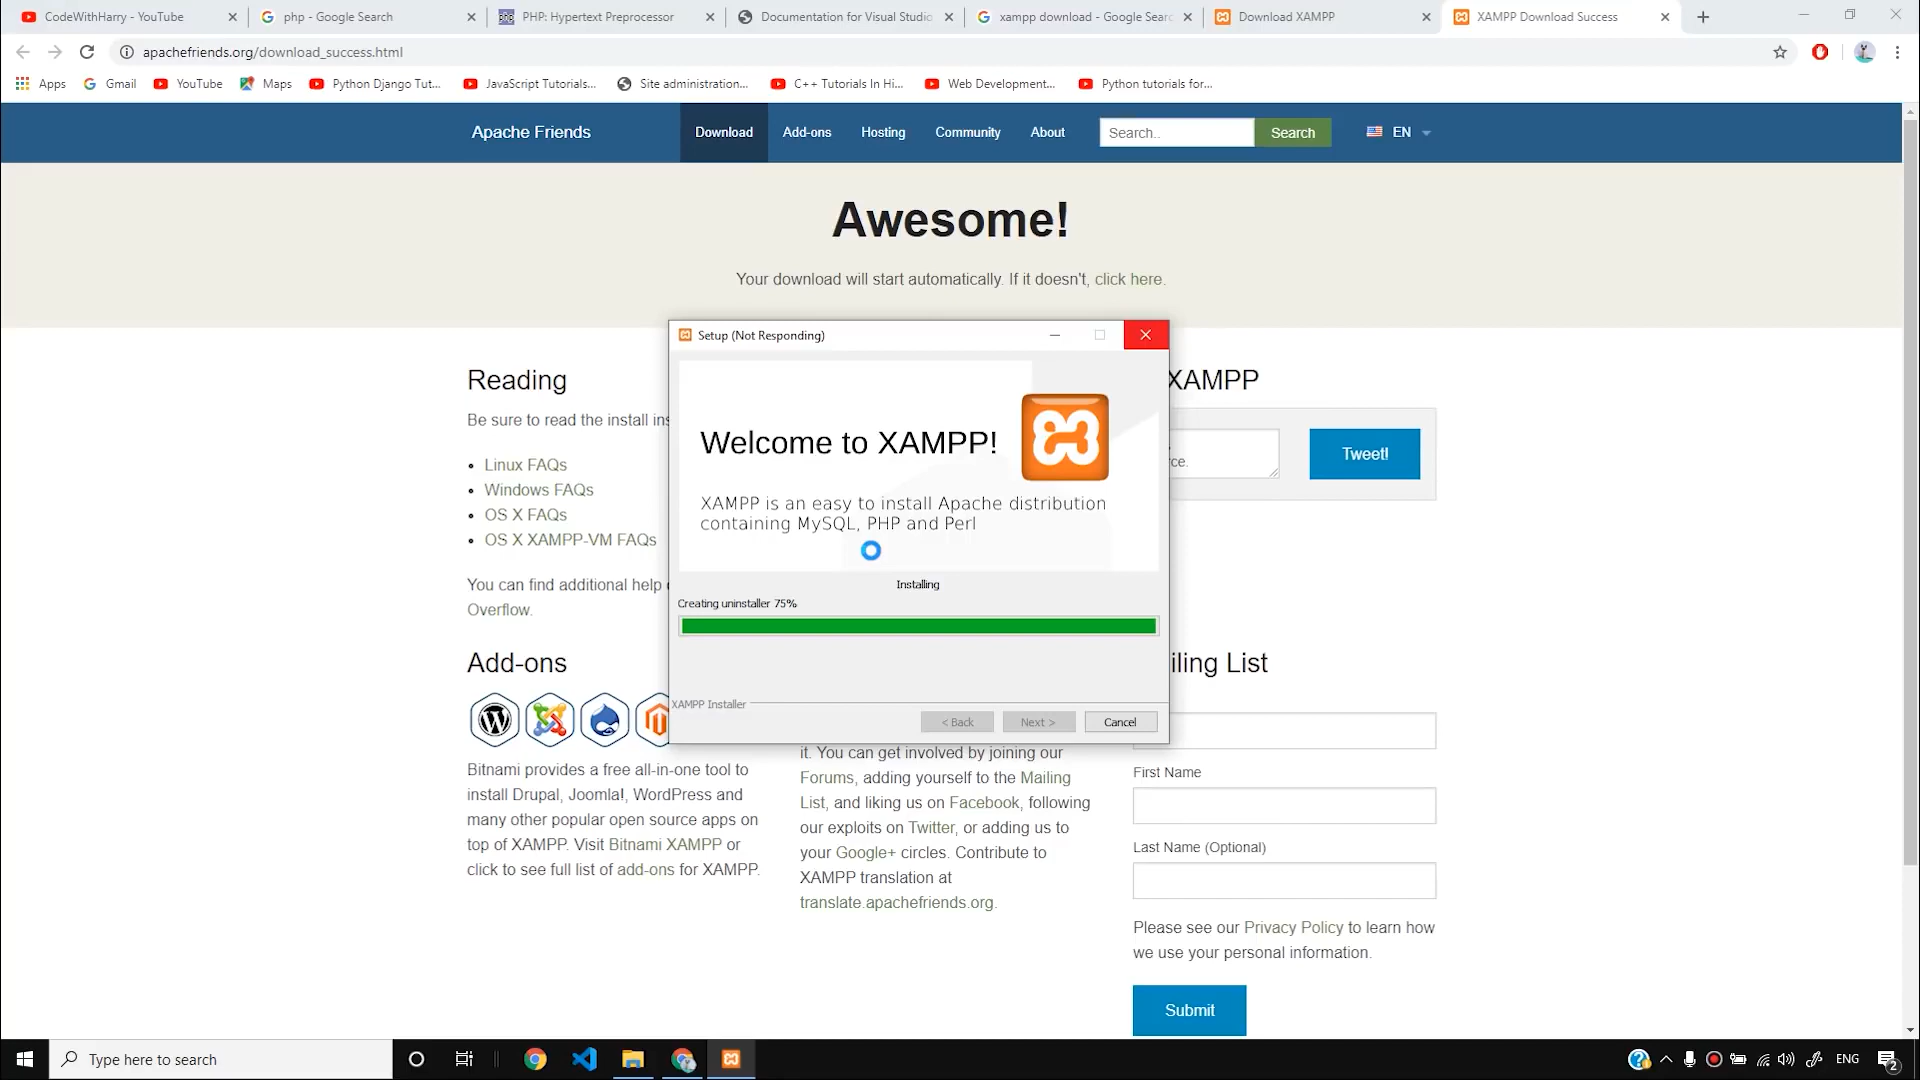 CodeWithHarry - YouTube
php - Google Search
php
PHP: Hypertext Preprocessor
Documentation for Visual Studio
xampp download - Google Searc
Download XAMPP
XAMPP Download Success
apachefriends.org/download_success.html
Apps
Gmail
YouTube
Maps
Python Django Tut...
JavaScript Tutorials...
Site administration...
C++ Tutorials In Hi...
Web Development...
Python tutorials for...
Apache Friends
Download
Add-ons
Hosting
Community
About
Search..
Search
EN
Awesome!
Your download will start automatically. If it doesn't, click here.
Setup (Not Responding)
Welcome to XAMPP!
XAMPP is an easy to install Apache distribution
containing MySQL, PHP and Perl
Installing
Creating uninstaller 75%
XAMPP Installer
< Back
Next >
Cancel
Reading
Be sure to read the install ins
Linux FAQs
Windows FAQs
OS X FAQs
OS X XAMPP-VM FAQs
You can find additional help
Overflow.
XAMPP
rce.
Tweet!
Add-ons
Bitnami provides a free all-in-one tool to
install Drupal, Joomla!, WordPress and
many other popular open source apps on
top of XAMPP. Visit Bitnami XAMPP or
click to see full list of add-ons for XAMPP.
it. You can get involved by joining our
Forums, adding yourself to the Mailing
List, and liking us on Facebook, following
our exploits on Twitter, or adding us to
your Google+ circles. Contribute to
XAMPP translation at
translate.apachefriends.org.
iling List
First Name
Last Name (Optional)
Please see our Privacy Policy to learn how
we use your personal information.
Submit
Type here to search
ENG
2